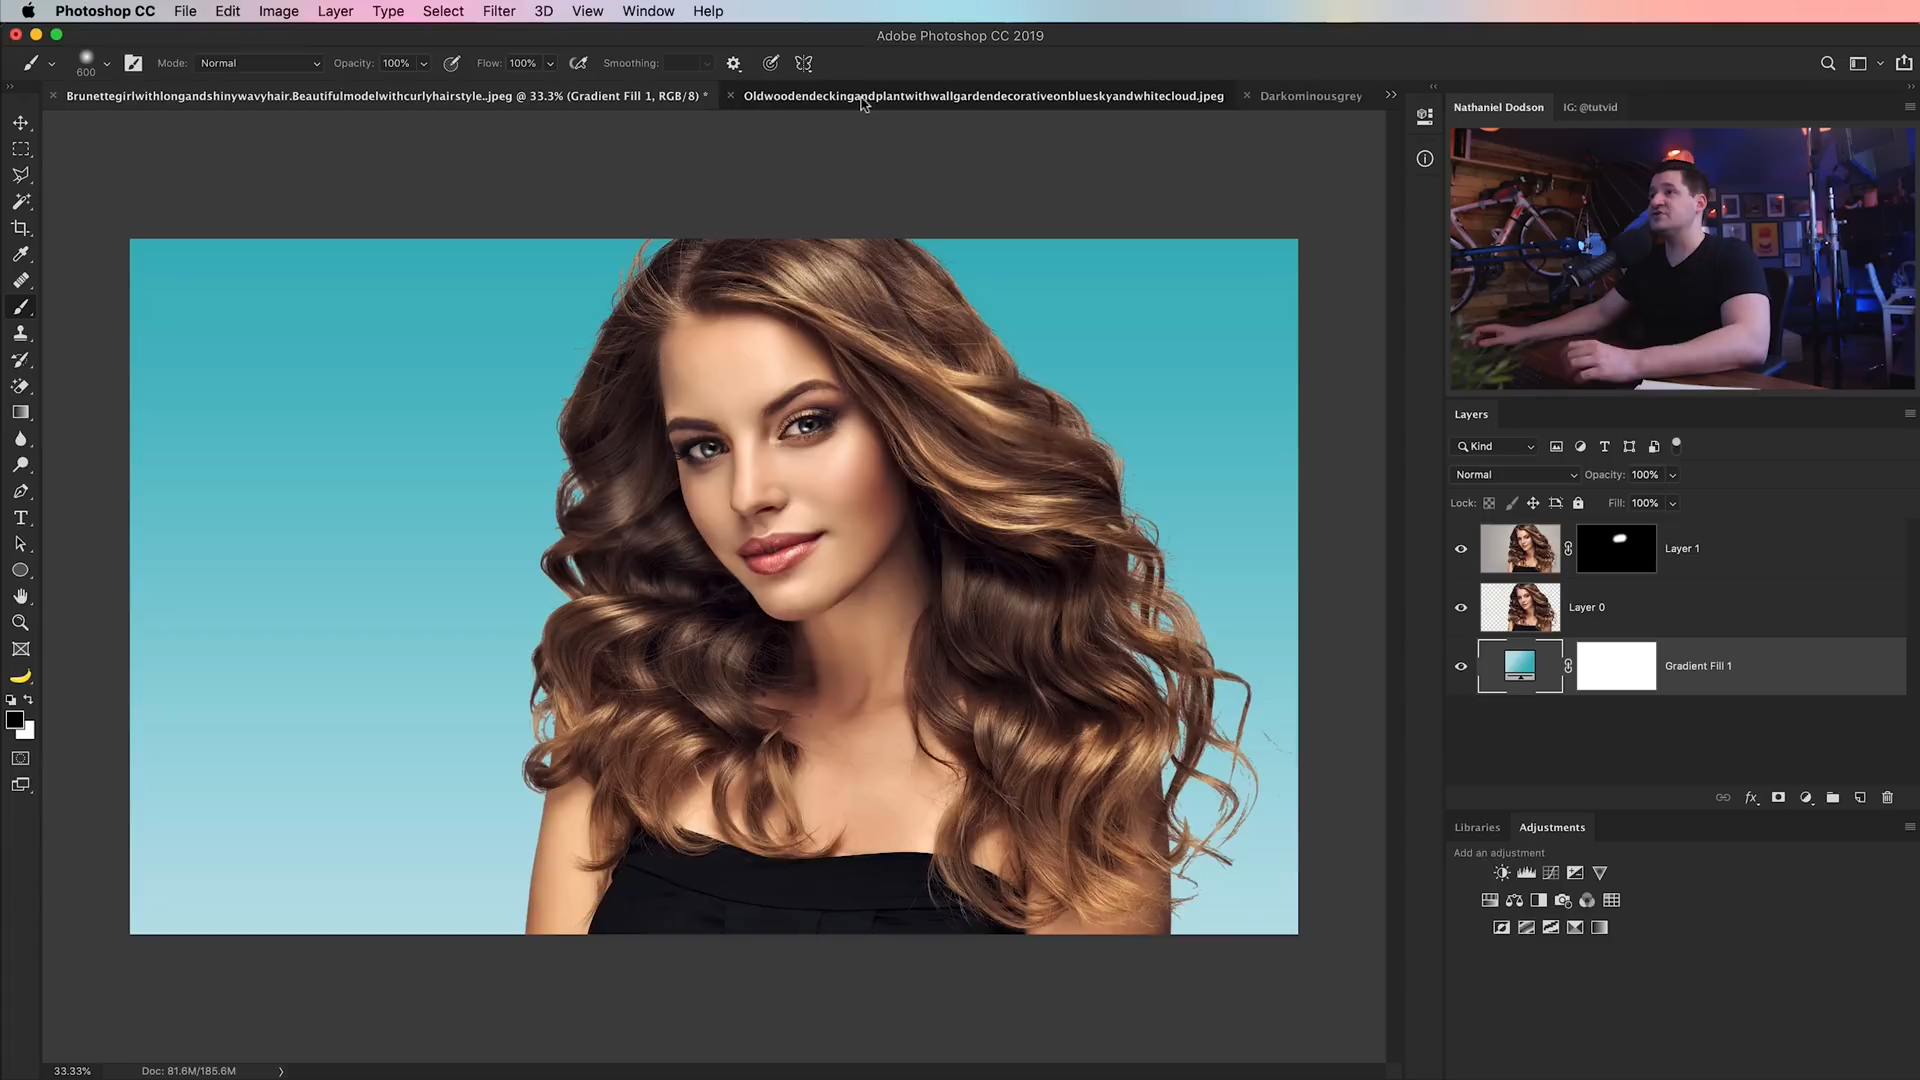 Photoshop CC File Edit Image Layer Type Select Filter 3D View Window Help
Adobe Photoshop CC 2019
600 Mode: Normal Opacity: 100% Flow: 100% Smoothing:
Brunettegirlwithlongandshinywavyhair.Beautifulmodelwithcurlyhairstyle..jpeg @ 33.3% (Gradient Fill 1, RGB/8) * Oldwoodendeckingandplantwithwallgardendecorativeonblueskyandwhitecloud.jpeg Darkominousgrey
Nathaniel Dodson IG: @tutvid
Layers
Kind
Normal Opacity: 100%
Lock: Fill: 100%
Layer 1
Layer 0
Gradient Fill 1
Libraries Adjustments
Add an adjustment
33.33% Doc: 81.6M/185.6M